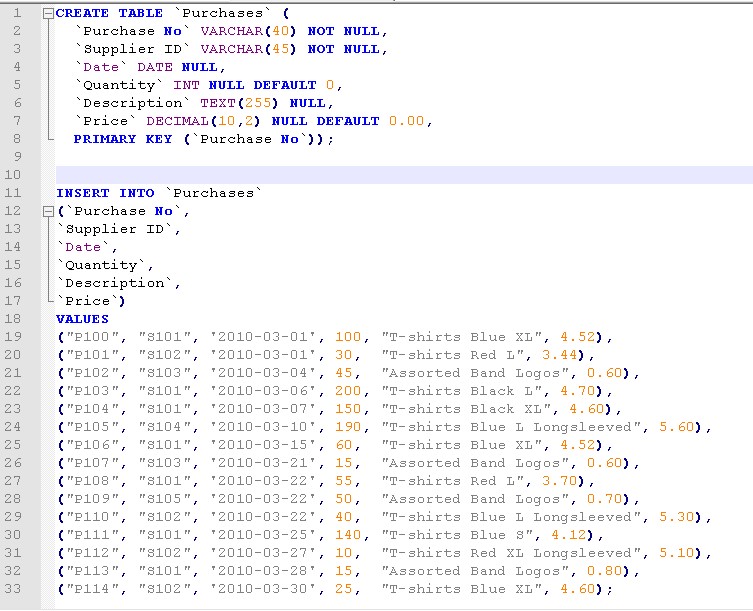 1 CREATE TABLE `Purchases` (
2 `Purchase No` VARCHAR(40) NOT NULL,
3 `Supplier ID` VARCHAR(45) NOT NULL,
4 `Date` DATE NULL,
5 `Quantity` INT NULL DEFAULT 0,
6 `Description` TEXT(255) NULL,
7 `Price` DECIMAL(10,2) NULL DEFAULT 0.00,
8 PRIMARY KEY (`Purchase No`));
9
10
11 INSERT INTO `Purchases`
12 (`Purchase No`,
13 `Supplier ID`,
14 `Date`,
15 `Quantity`,
16 `Description`,
17 `Price`)
18 VALUES
19 ("P100", "S101", '2010-03-01', 100, "T-shirts Blue XL", 4.52),
20 ("P101", "S102", '2010-03-01', 30, "T-shirts Red L", 3.44),
21 ("P102", "S103", '2010-03-04', 45, "Assorted Band Logos", 0.60),
22 ("P103", "S101", '2010-03-06', 200, "T-shirts Black L", 4.70),
23 ("P104", "S101", '2010-03-07', 150, "T-shirts Black XL", 4.60),
24 ("P105", "S104", '2010-03-10', 190, "T-shirts Blue L Longsleeved", 5.60),
25 ("P106", "S101", '2010-03-15', 60, "T-shirts Blue XL", 4.52),
26 ("P107", "S103", '2010-03-21', 15, "Assorted Band Logos", 0.60),
27 ("P108", "S101", '2010-03-22', 55, "T-shirts Red L", 3.70),
28 ("P109", "S105", '2010-03-22', 50, "Assorted Band Logos", 0.70),
29 ("P110", "S102", '2010-03-22', 40, "T-shirts Blue L Longsleeved", 5.30),
30 ("P111", "S101", '2010-03-25', 140, "T-shirts Blue S", 4.12),
31 ("P112", "S102", '2010-03-27', 10, "T-shirts Red XL Longsleeved", 5.10),
32 ("P113", "S101", '2010-03-28', 15, "Assorted Band Logos", 0.80),
33 ("P114", "S102", '2010-03-30', 25, "T-shirts Blue XL", 4.60);